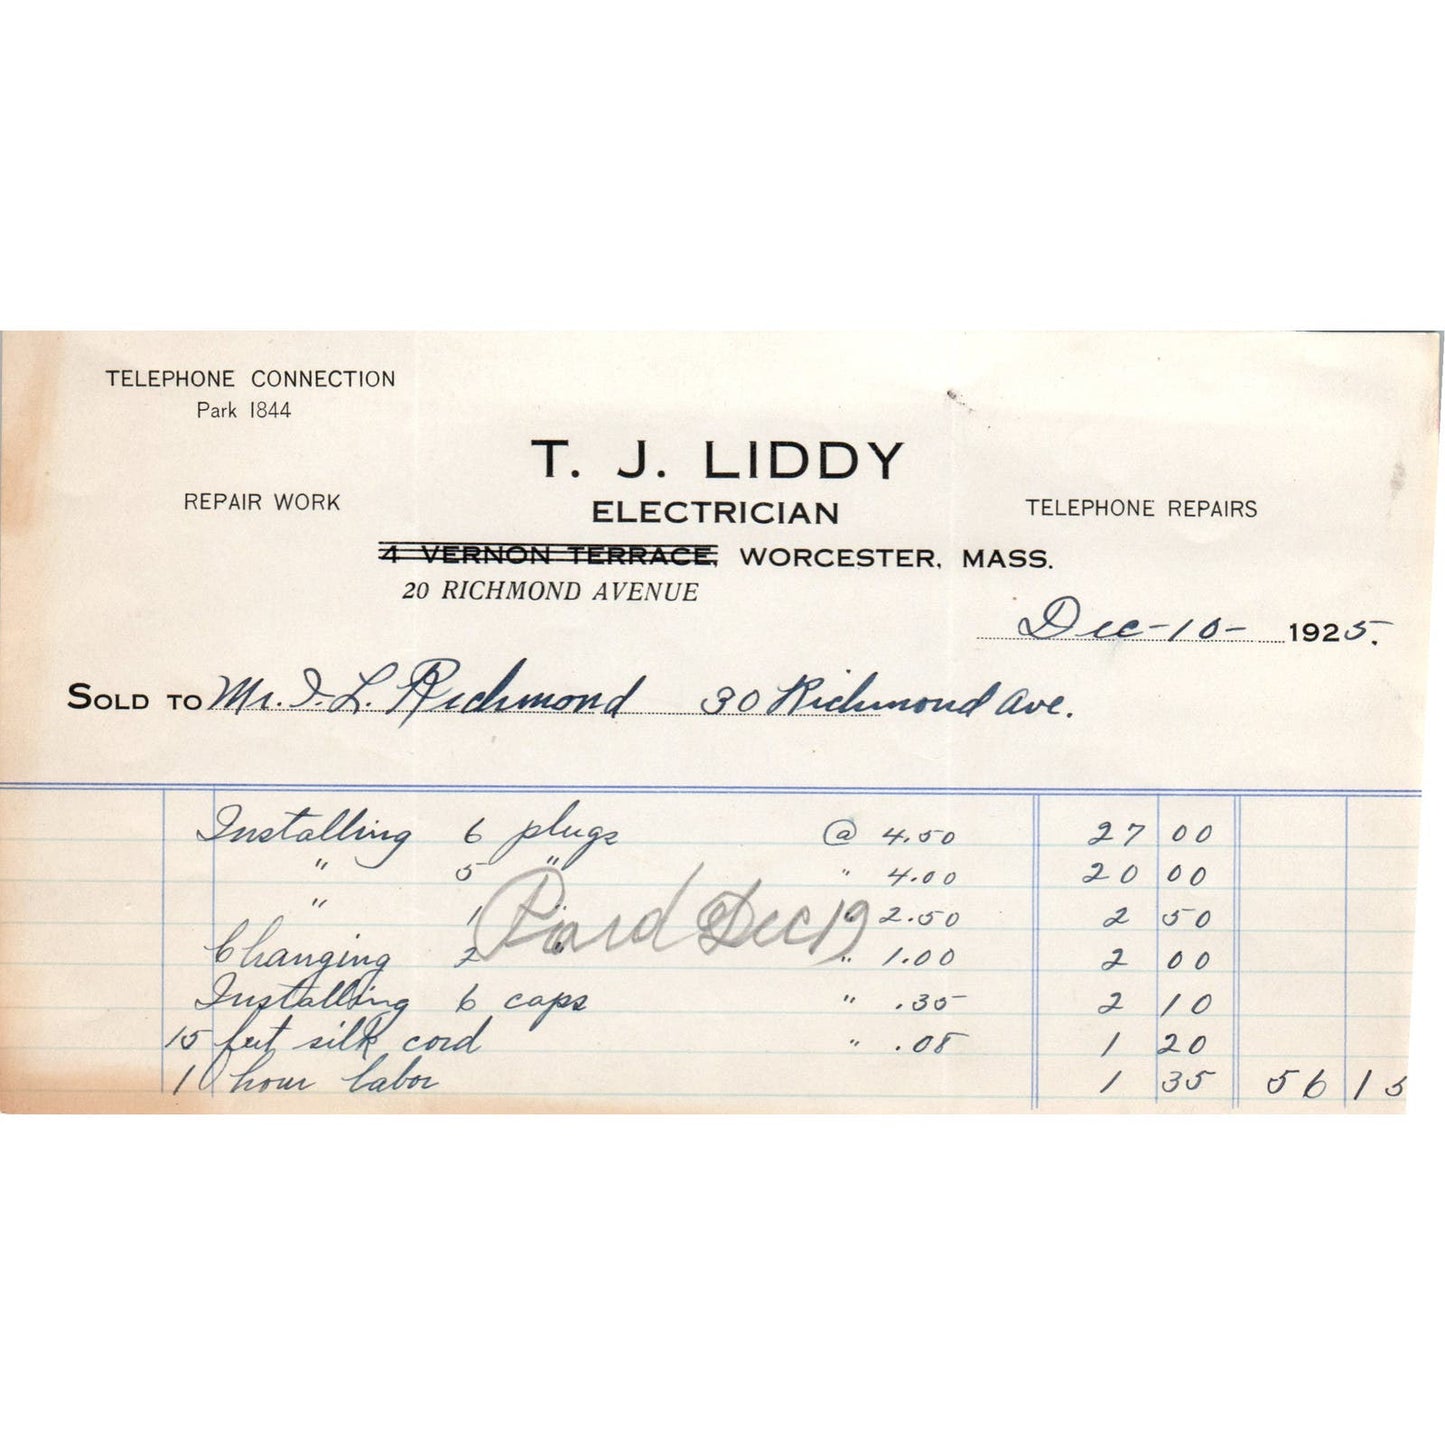 TELEPHONE CONNECTION
Park 1844
T. J. LIDDY
REPAIR WORK
ELECTRICIAN
TELEPHONE REPAIRS
4 VERNON TERRACE, WORCESTER, MASS.
20 RICHMOND AVENUE
Dec-10- 1925.
SOLD TO Mr. I. L. Richmond 30 Richmond Ave.
Installing 6 plugs @ 4.50 27 00
" 5 " " 4.00 20 00
" 1 " " 2.50 2 50
Paid Dec 19
Changing 2 " " 1.00 2 00
Installing 6 caps " .35 2 10
15 feet silk cord " .08 1 20
1 hour labor 1 35 56 15